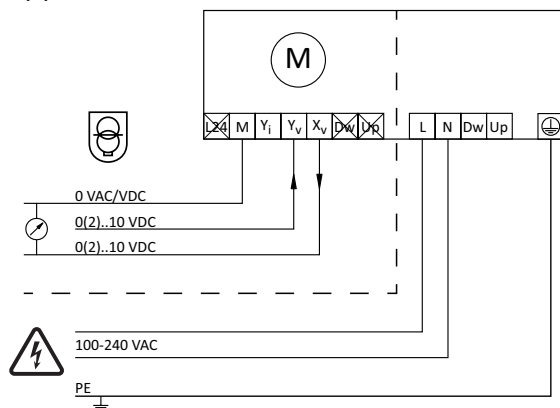 M
L24 M Yi Yv Xv Dw Up L N Dw Up
0 VAC/VDC
0(2)..10 VDC
0(2)..10 VDC
100-240 VAC
PE